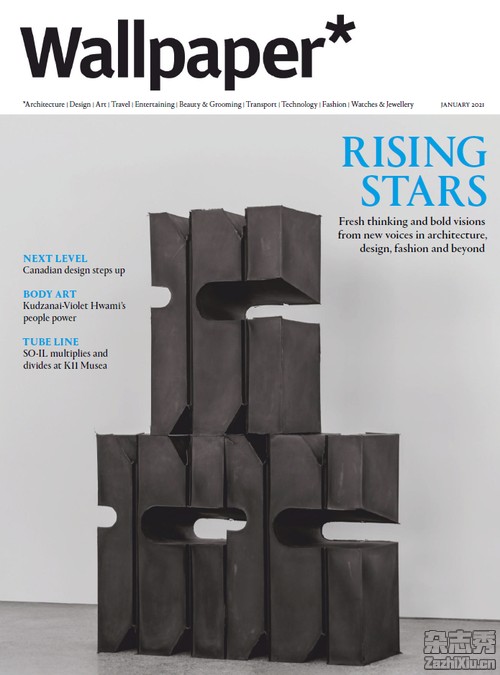 Wallpaper*
*Architecture | Design | Art | Travel | Entertaining | Beauty & Grooming | Transport | Technology | Fashion | Watches & Jewellery
JANUARY 2021
RISING
STARS
Fresh thinking and bold visions
from new voices in architecture,
design, fashion and beyond
NEXT LEVEL
Canadian design steps up
BODY ART
Kudzanai-Violet Hwami's
people power
TUBE LINE
SO-IL multiplies and
divides at K11 Musea
杂志秀
ZaZhiXiu.cn